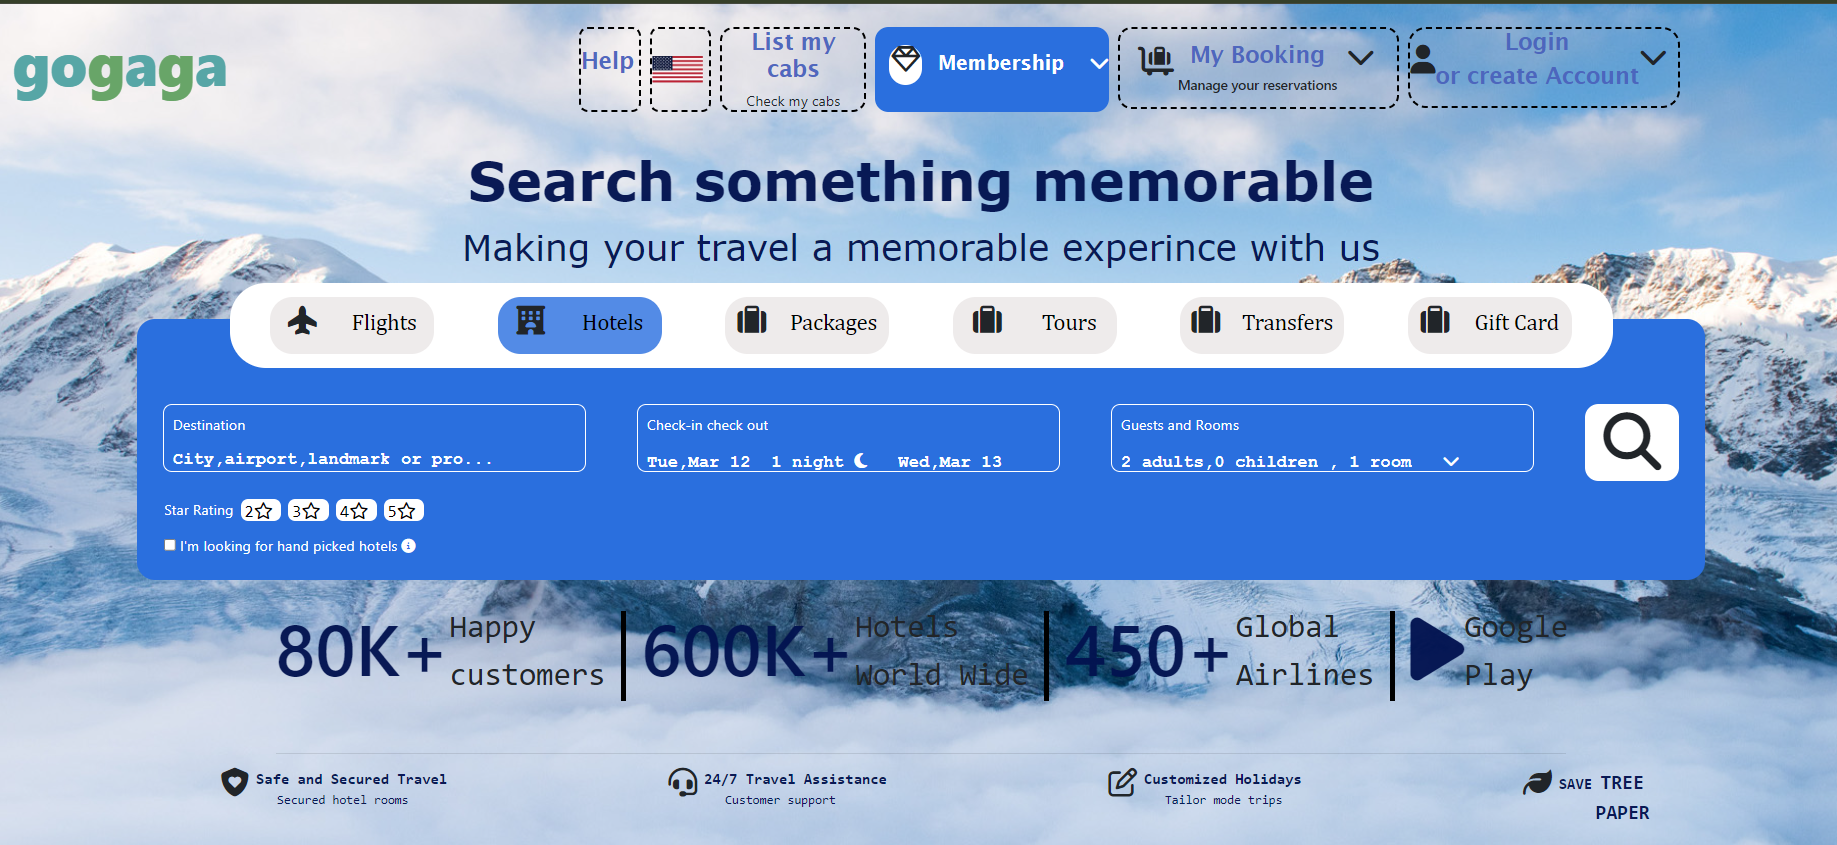 gogaga
Help
List my
cabs
Check my cabs
Membership
My Booking
Manage your reservations
Login
or create Account
Search something memorable
Making your travel a memorable experince with us
Flights
Hotels
Packages
Tours
Transfers
Gift Card
Destination
City,airport,landmark or pro...
Check-in check out
Tue,Mar 12 1 night Wed,Mar 13
Guests and Rooms
2 adults,0 children , 1 room
Star Rating 2 3 4 5
I'm looking for hand picked hotels
80K+ Happy
customers
600K+ Hotels
World Wide
450+ Global
Airlines
Google
Play
Safe and Secured Travel
Secured hotel rooms
24/7 Travel Assistance
Customer support
Customized Holidays
Tailor mode trips
SAVE TREE
PAPER